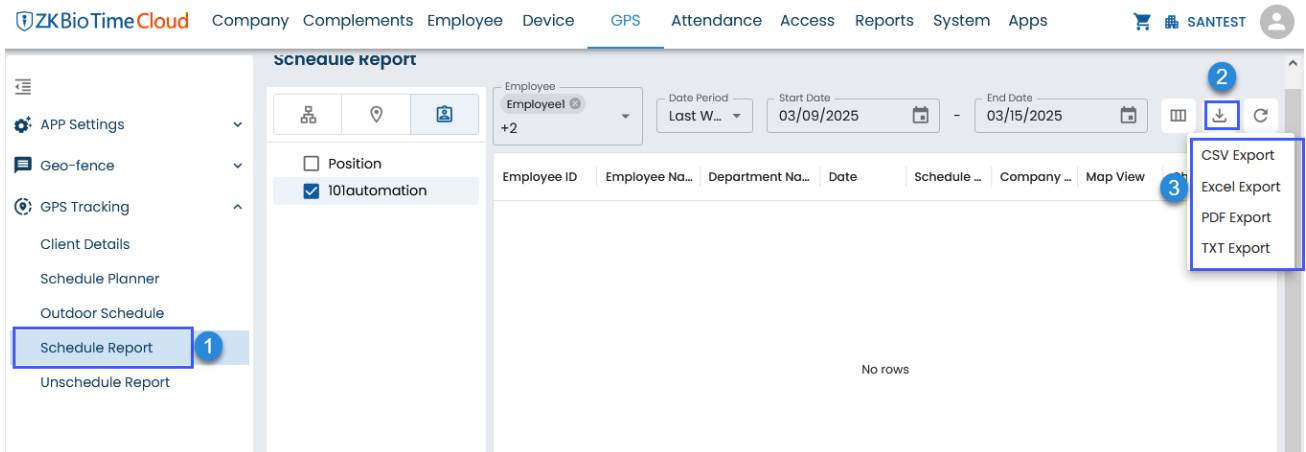 ZKBioTime Cloud Company Complements Employee Device GPS Attendance Access Reports System Apps SANTEST
Schedule Report
2
Employee
Employee1
+2
Date Period
Last W...
Start Date
03/09/2025
-
End Date
03/15/2025
APP Settings
Geo-fence
GPS Tracking
Client Details
Schedule Planner
Outdoor Schedule
Schedule Report
1
Unschedule Report
Position
101automation
Employee ID Employee Na... Department Na... Date Schedule ... Company ... Map View
No rows
3
CSV Export
Excel Export
PDF Export
TXT Export